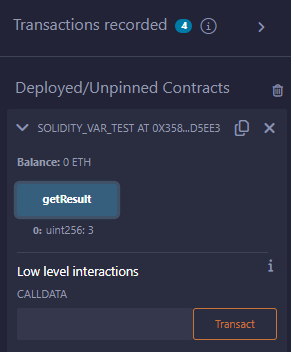 Transactions recorded 4 i
Deployed/Unpinned Contracts
SOLIDITY_VAR_TEST AT 0X358...D5EE3
Balance: 0 ETH
getResult
0: uint256: 3
Low level interactions i
CALLDATA
Transact